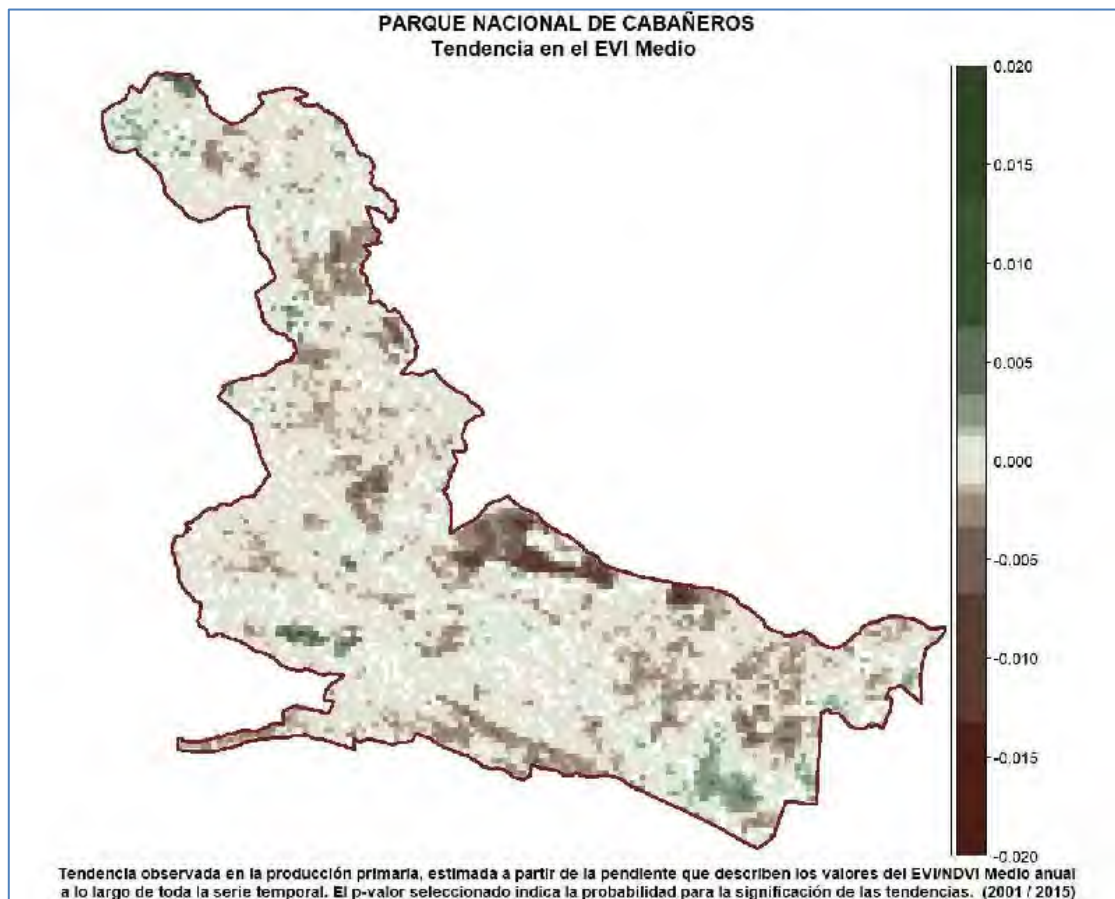 PARQUE NACIONAL DE CABAÑEROS
Tendencia en el EVI Medio
0.020
0.015
0.010
0.005
0.000
-0.005
-0.010
-0.015
-0.020
Tendencia observada en la producción primaria, estimada a partir de la pendiente que describen los valores del EVI/NDVI Medio anual
a lo largo de toda la serie temporal. El p-valor seleccionado indica la probabilidad para la significación de las tendencias. (2001 / 2015)